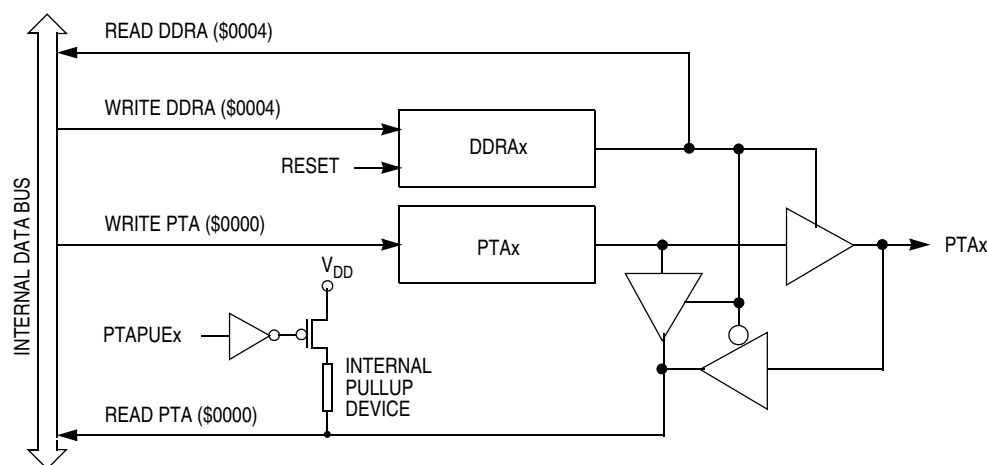 READ DDRA ($0004)
WRITE DDRA ($0004)
RESET
DDRAx
INTERNAL DATA BUS
WRITE PTA ($0000)
PTAx
PTAx
VDD
PTAPUEx
INTERNAL
PULLUP
DEVICE
READ PTA ($0000)